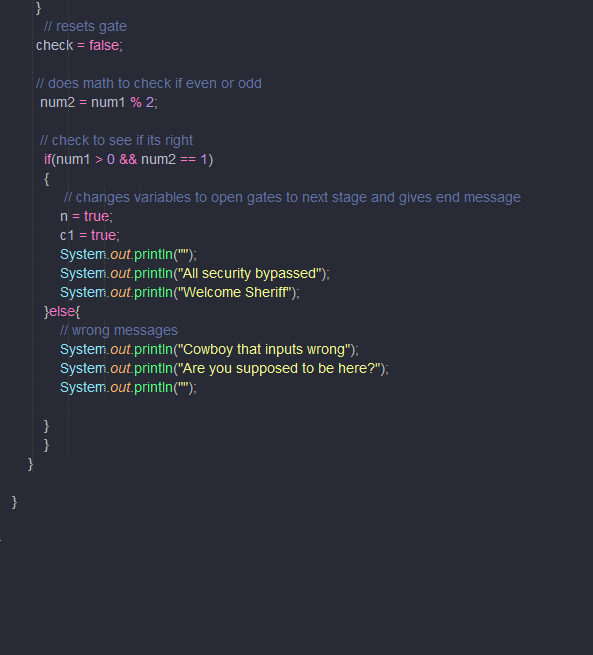 }
// resets gate
check = false;
// does math to check if even or odd
num2 = num1 % 2;
// check to see if its right
if(num1 > 0 && num2 == 1)
{
// changes variables to open gates to next stage and gives end message
n = true;
c1 = true;
System.out.println("");
System.out.println("All security bypassed");
System.out.println("Welcome Sheriff");
}else{
// wrong messages
System.out.println("Cowboy that inputs wrong");
System.out.println("Are you supposed to be here?");
System.out.println("");
}
}
}
}